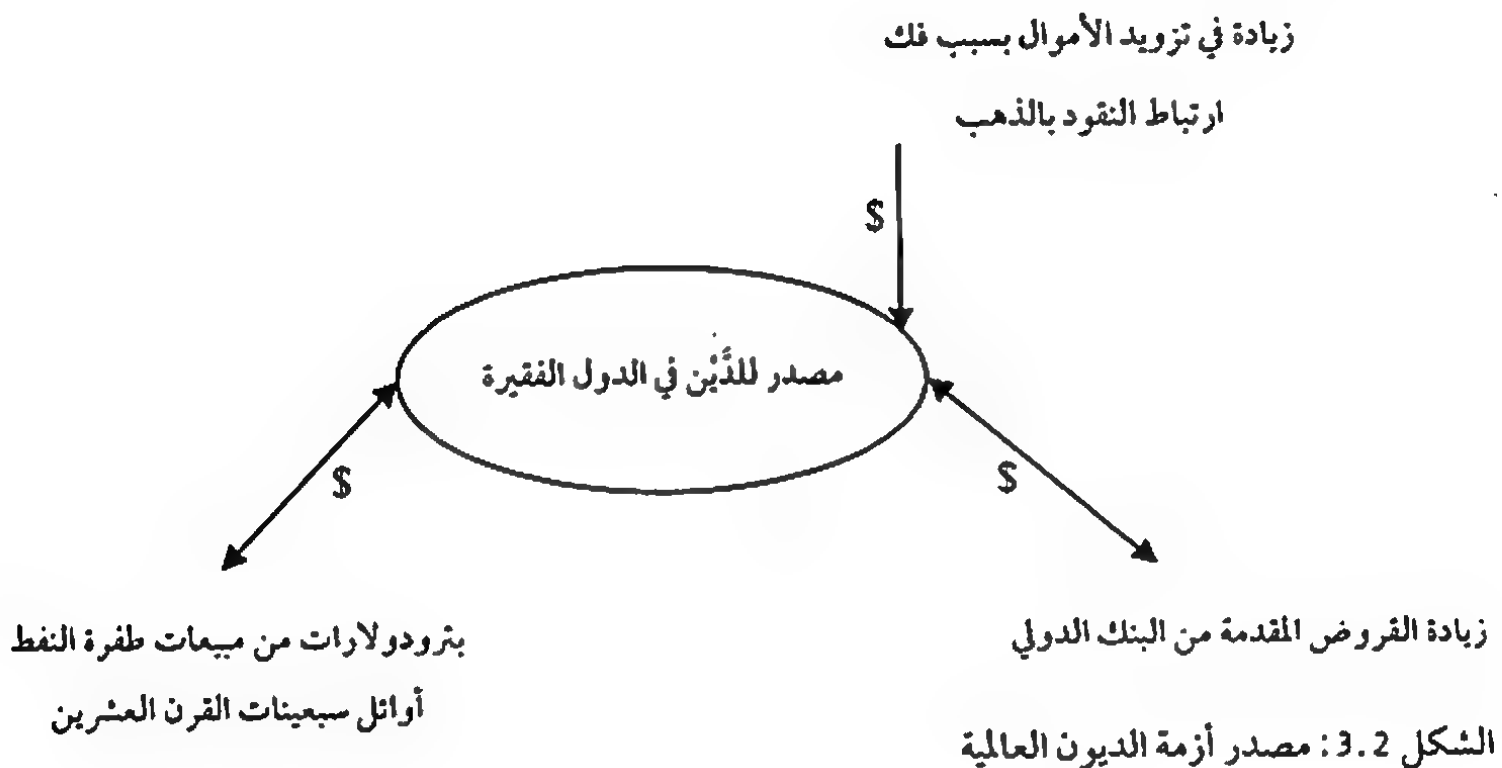 زيادة في تزويد الأموال بسبب فك
ارتباط النقود بالذهب
$
مصدر للدَّيْن في الدول الفقيرة
$
$
زيادة القروض المقدمة من البنك الدولي
بترودولارات من مبيعات طفرة النفط
أوائل سبعينات القرن العشرين
الشكل 3.2: مصدر أزمة الديون العالمية